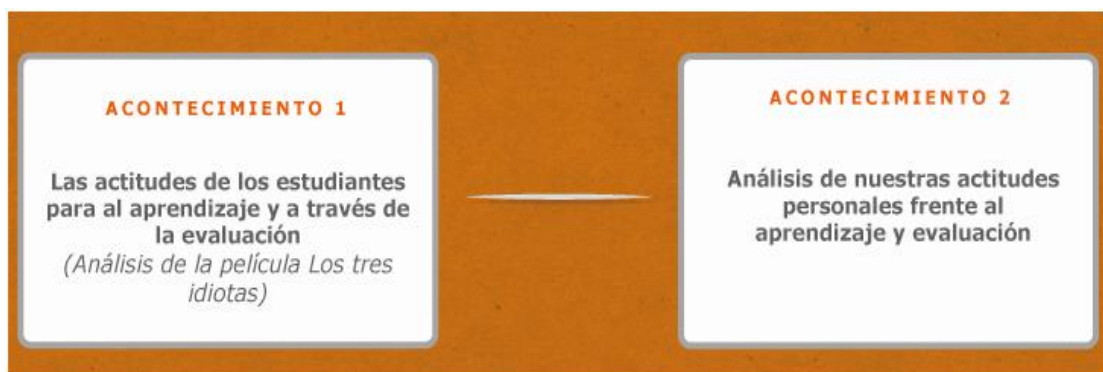 ACONTECIMIENTO 1
Las actitudes de los estudiantes
para al aprendizaje y a través de
la evaluación
(Análisis de la película Los tres
idiotas)
ACONTECIMIENTO 2
Análisis de nuestras actitudes
personales frente al
aprendizaje y evaluación